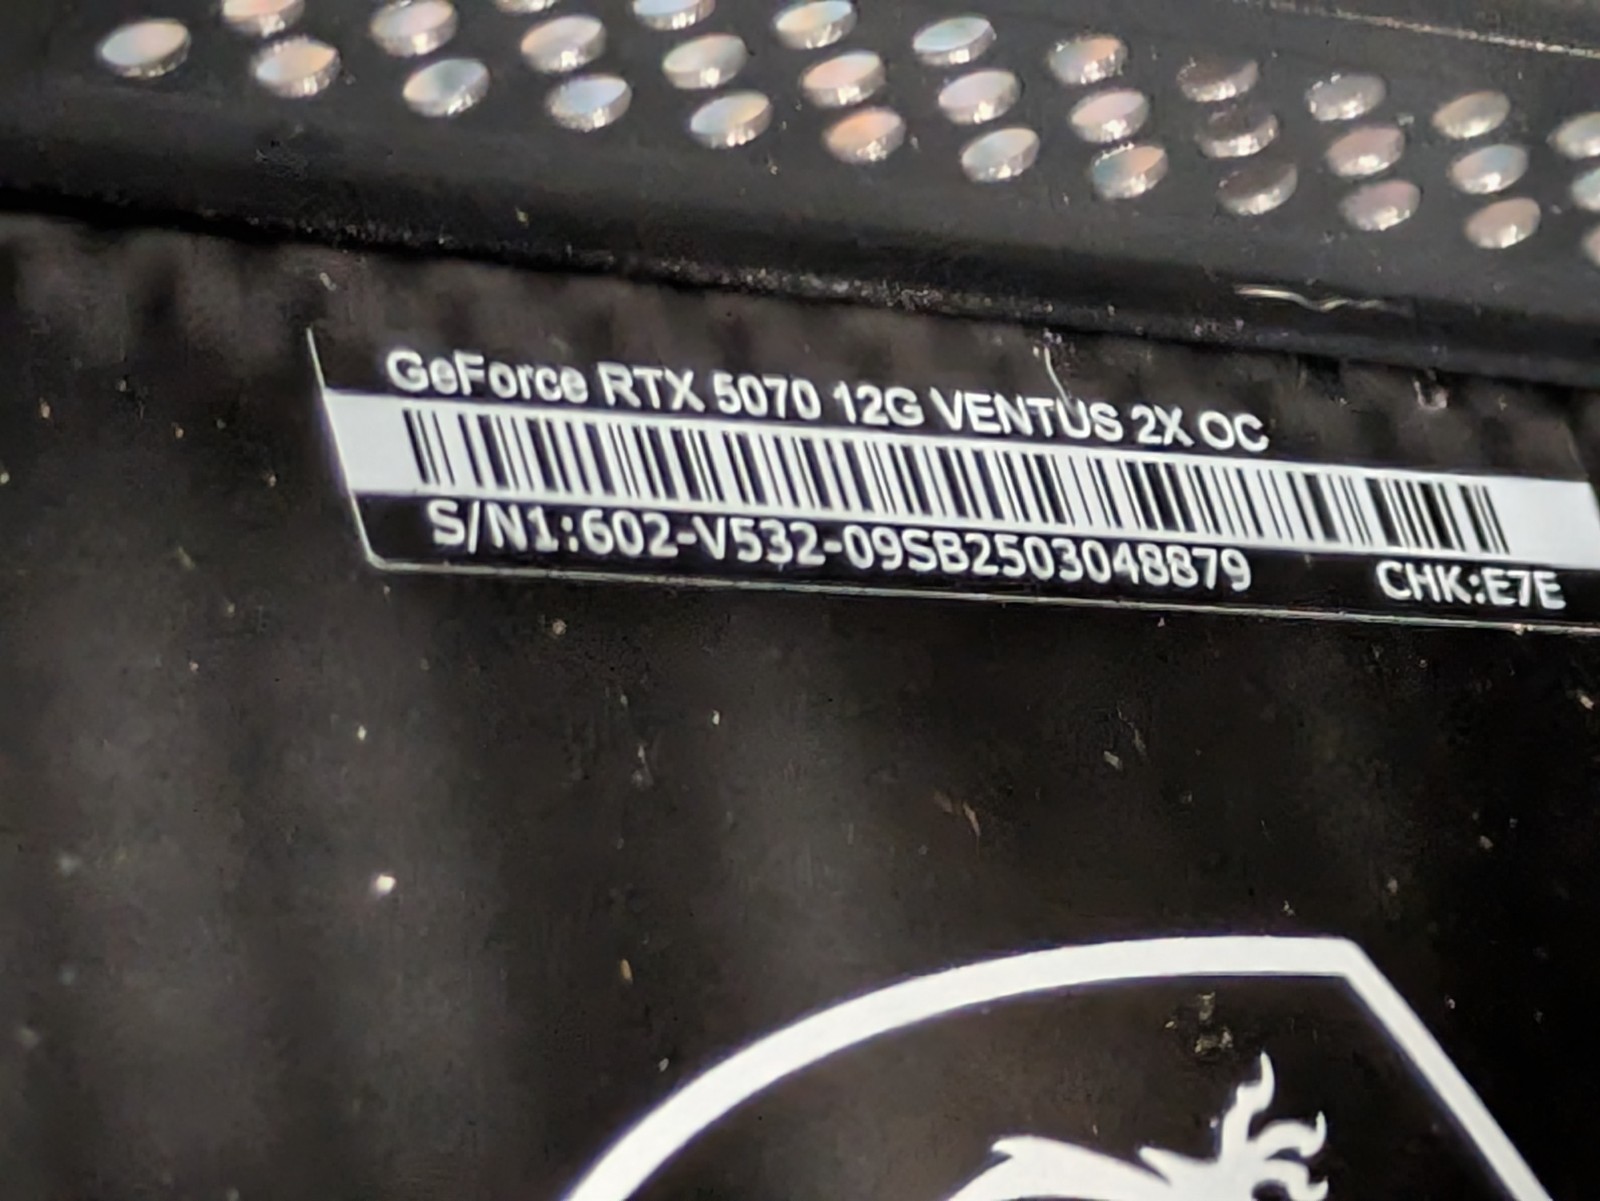 GeForce RTX 5070 12G VENTUS 2X OC
S/N1:602-V532-09SB2503048879 CHK:E7E